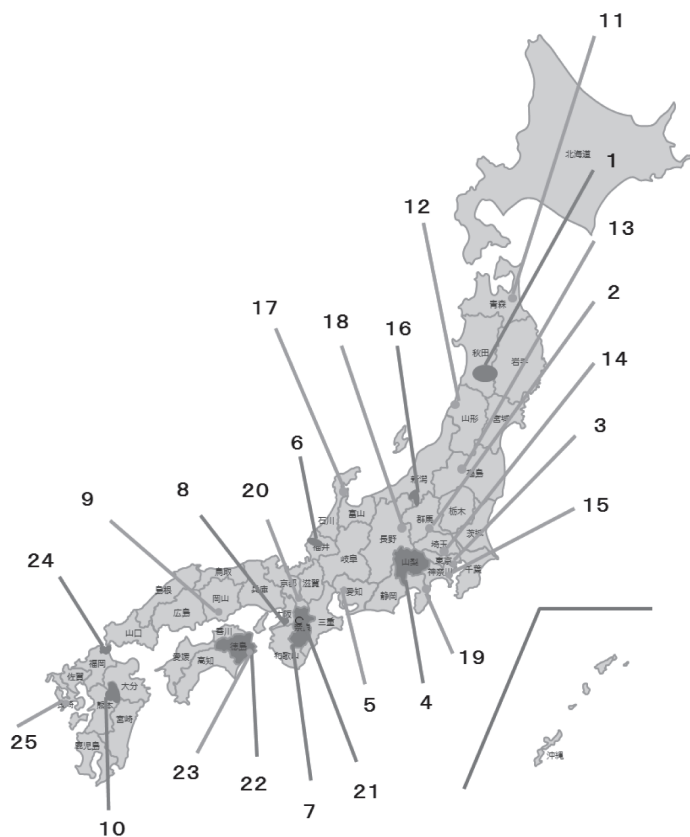 11
北海道
1
12
13
青森
2
17
18
16
秋田
岩手
14
山形
宮城
3
6
新潟
福島
8
20
9
石川
富山
群馬
栃木
15
24
福井
長野
埼玉
茨城
鳥取
岐阜
山梨
東京
京都
滋賀
神奈川
千葉
島根
岡山
兵庫
愛知
静岡
広島
三重
山口
香川
徳島
19
福岡
愛媛
高知
和歌山
佐賀
大分
5
4
熊本
宮崎
25
鹿児島
23
22
7
21
沖縄
10